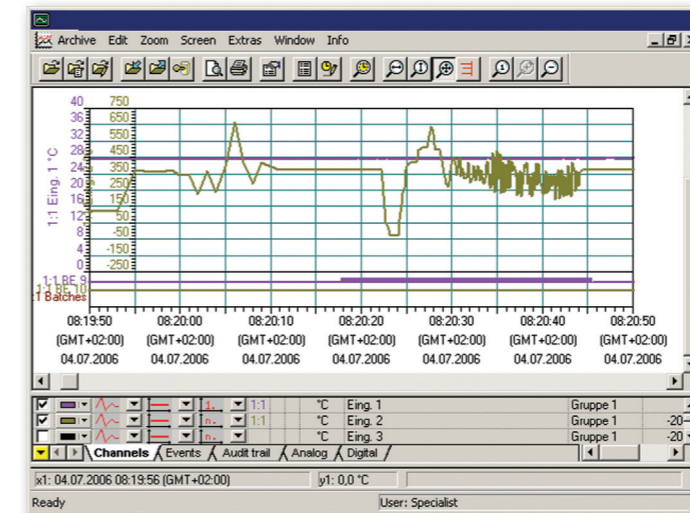 Archive Edit Zoom Screen Extras Window Info
40 750
36 650
32 550
28 450
24 350
20 250
16 150
12 50
8 -50
4 -150
0 -250
1:1 Eing. 1 °C
1:1 BE 9
1:1 BE 10
:1 Batches
08:19:50 08:20:00 08:20:10 08:20:20 08:20:30 08:20:40 08:20:50
(GMT+02:00) (GMT+02:00) (GMT+02:00) (GMT+02:00) (GMT+02:00) (GMT+02:00) (GMT+02:00)
04.07.2006 04.07.2006 04.07.2006 04.07.2006 04.07.2006 04.07.2006 04.07.2006
1. 1:1 °C Eing. 1 Gruppe 1
n. 1:1 °C Eing. 2 Gruppe 1 -20
n. °C Eing. 3 Gruppe 1 -20
Channels Events Audit trail Analog Digital
x1: 04.07.2006 08:19:56 (GMT+02:00) y1: 0,0 °C
Ready User: Specialist